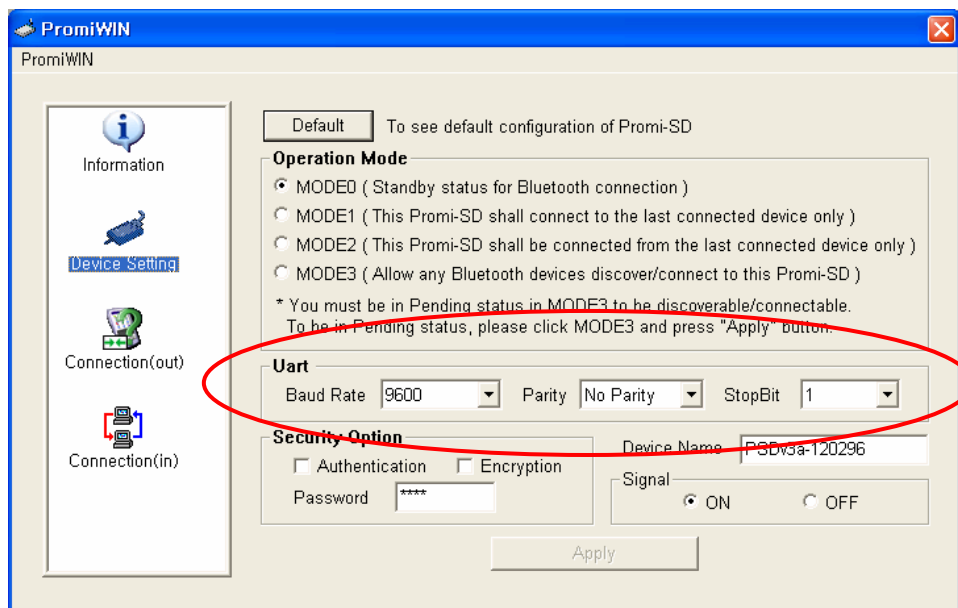 PromiWIN
PromiWIN
Information
Device Setting
Connection(out)
Connection(in)
Default To see default configuration of Promi-SD
Operation Mode
MODE0 ( Standby status for Bluetooth connection )
MODE1 ( This Promi-SD shall connect to the last connected device only )
MODE2 ( This Promi-SD shall be connected from the last connected device only )
MODE3 ( Allow any Bluetooth devices discover/connect to this Promi-SD )
* You must be in Pending status in MODE3 to be discoverable/connectable.
To be in Pending status, please click MODE3 and press "Apply" button.
Uart
Baud Rate 9600 Parity No Parity StopBit 1
Security Option
Authentication Encryption
Password ****
Device Name PSDv3a-120296
Signal
ON OFF
Apply